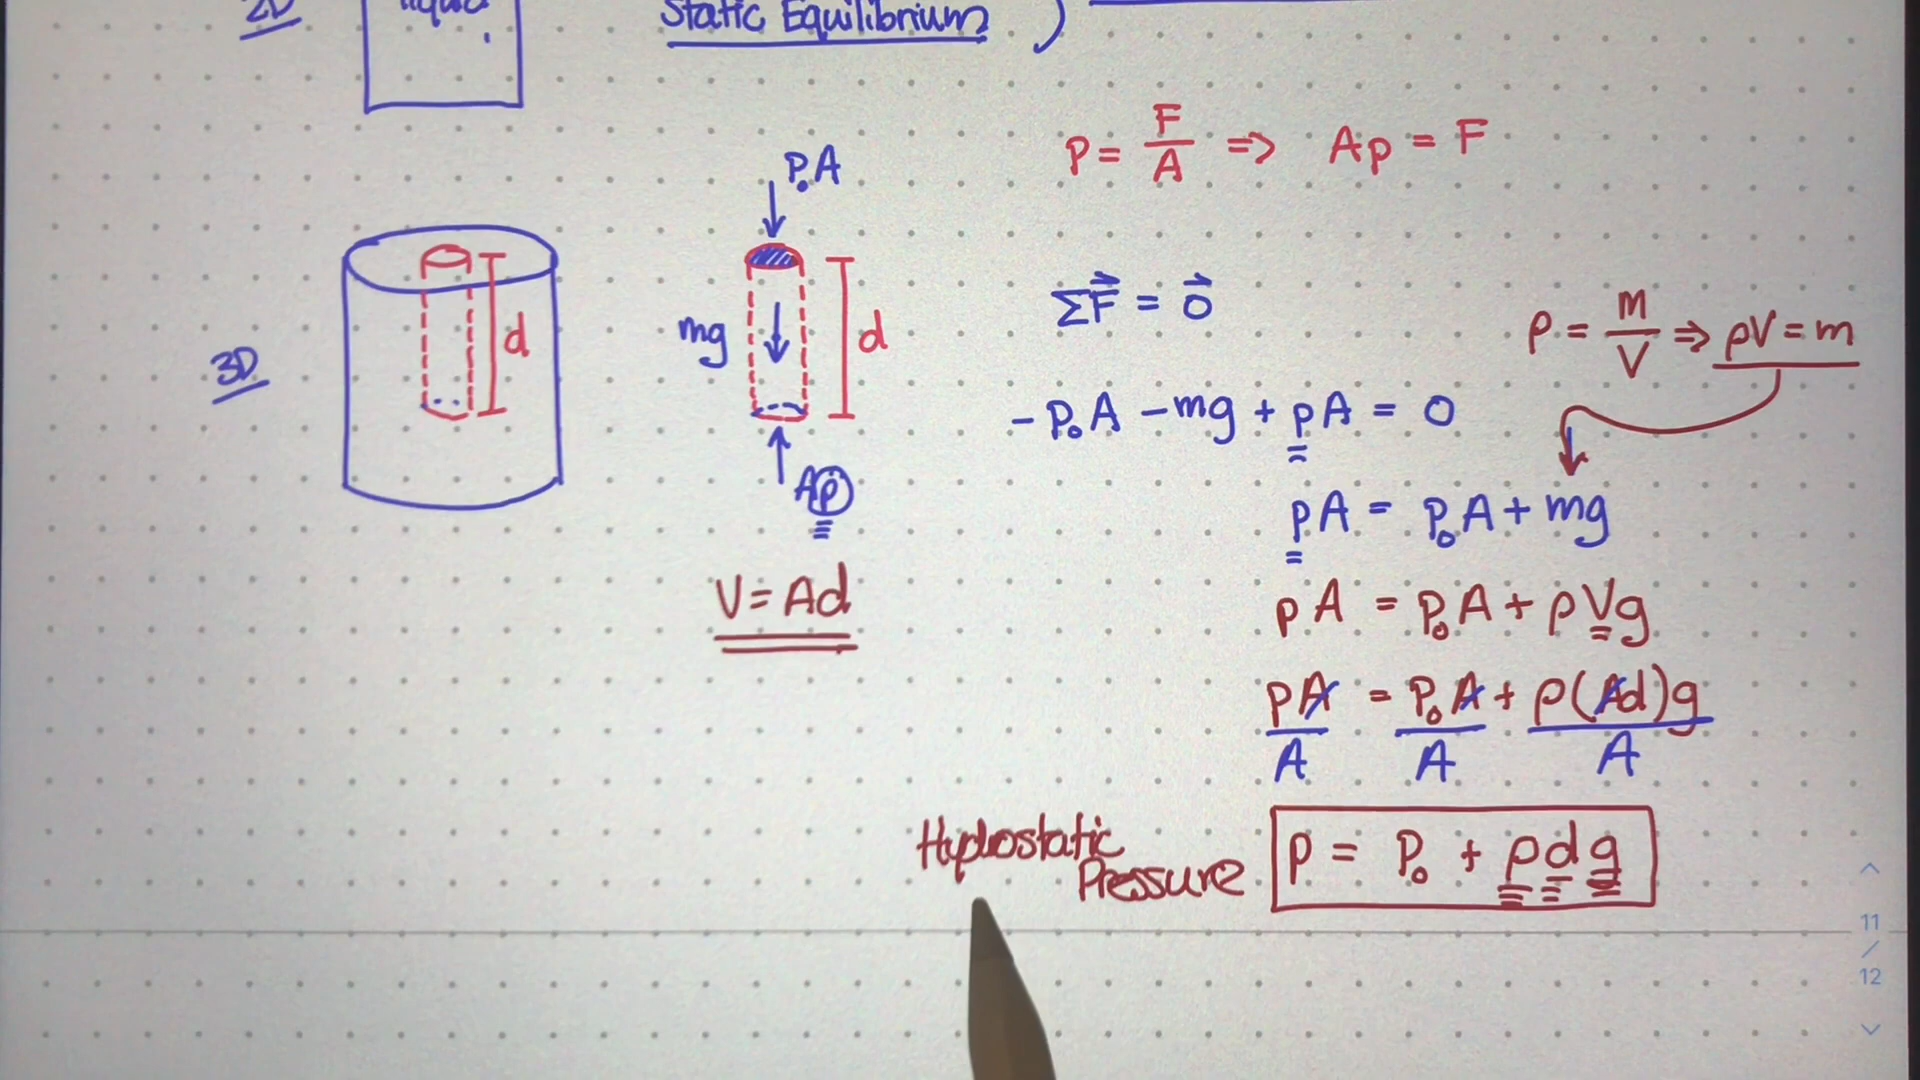 2D
liquid
Static Equilibrium
p = F/A ⇒ Ap = F
P₀A
3D
d
mg
d
Ap
V = Ad
ΣF⃗ = 0⃗
ρ = m/V ⇒ ρV = m
- P₀A - mg + pA = 0
pA = P₀A + mg
pA = P₀A + ρVg
pA/A = P₀A/A + ρ(Ad)g/A
Hydrostatic
Pressure
p = P₀ + ρdg
11
/
12